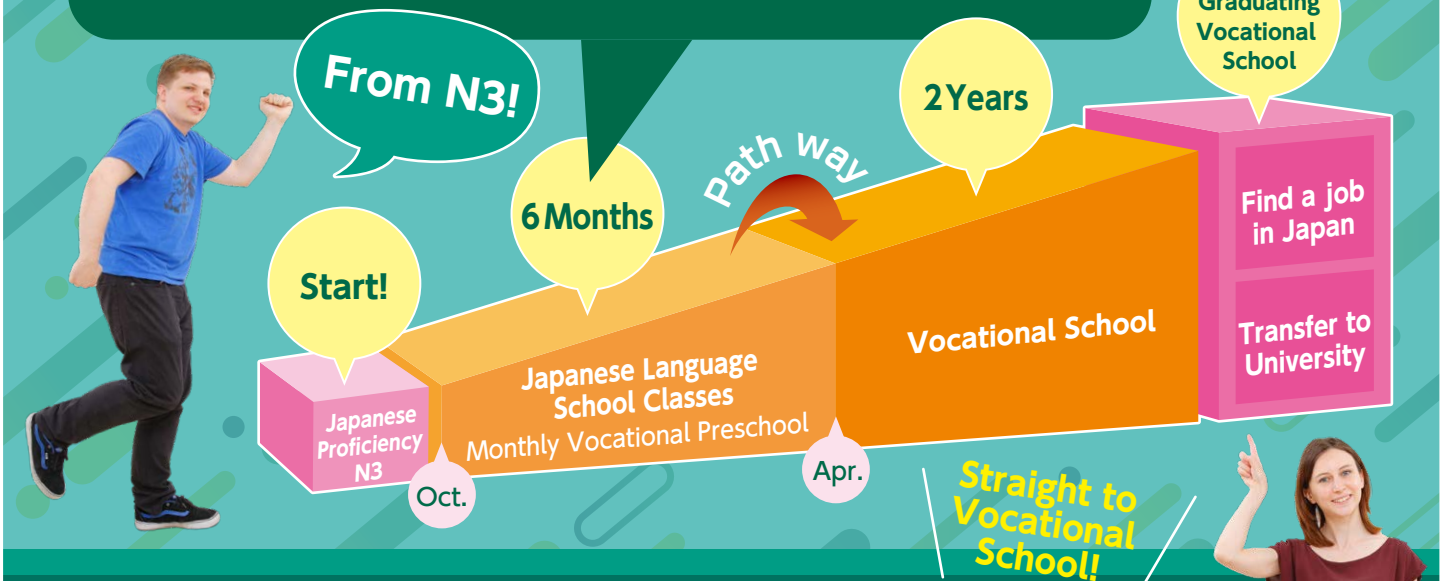 Graduating
Vocational
School
From N3!
2 Years
Path way
6 Months
Start!
Find a job
in Japan
Transfer to
University
Vocational School
Japanese Language
School Classes
Monthly Vocational Preschool
Japanese
Proficiency
N3
Oct.
Apr.
Straight to
Vocational
School!